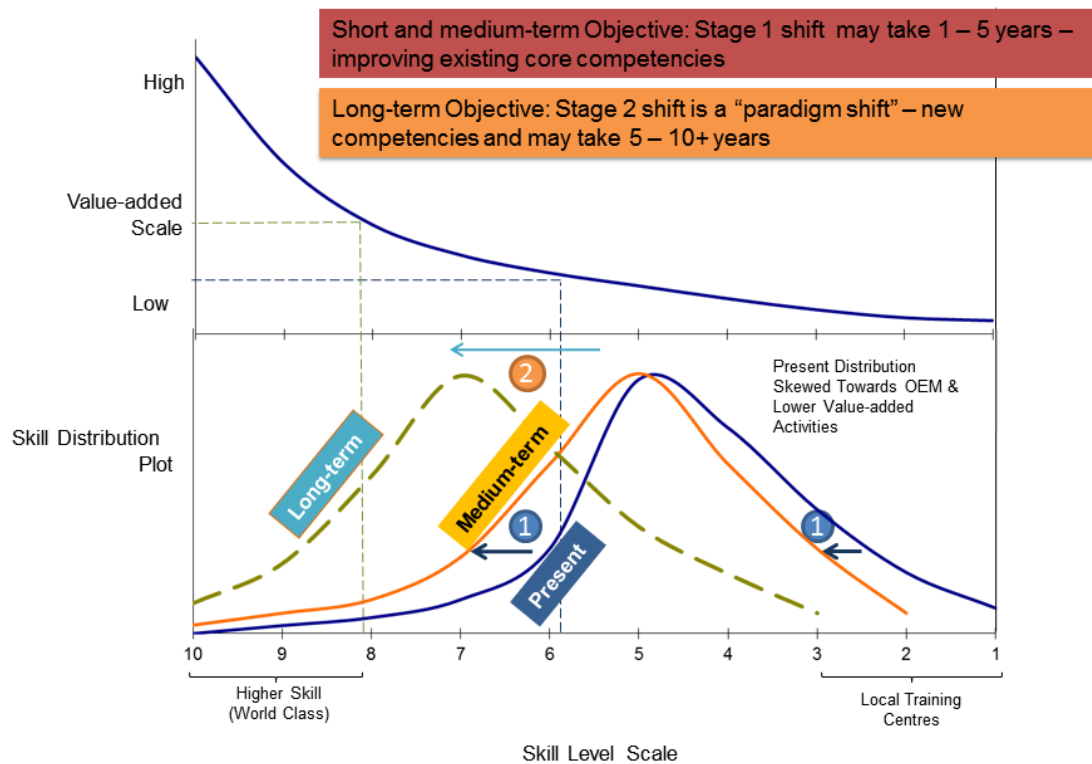 Short and medium-term Objective: Stage 1 shift may take 1 – 5 years –
improving existing core competencies
Long-term Objective: Stage 2 shift is a “paradigm shift” – new
competencies and may take 5 – 10+ years
High
Value-added
Scale
Low
2
Present Distribution
Skewed Towards OEM &
Lower Value-added
Activities
Skill Distribution
Plot
Long-term
Medium-term
1
1
Present
10 9 8 7 6 5 4 3 2 1
Higher Skill
(World Class)
Local Training
Centres
Skill Level Scale